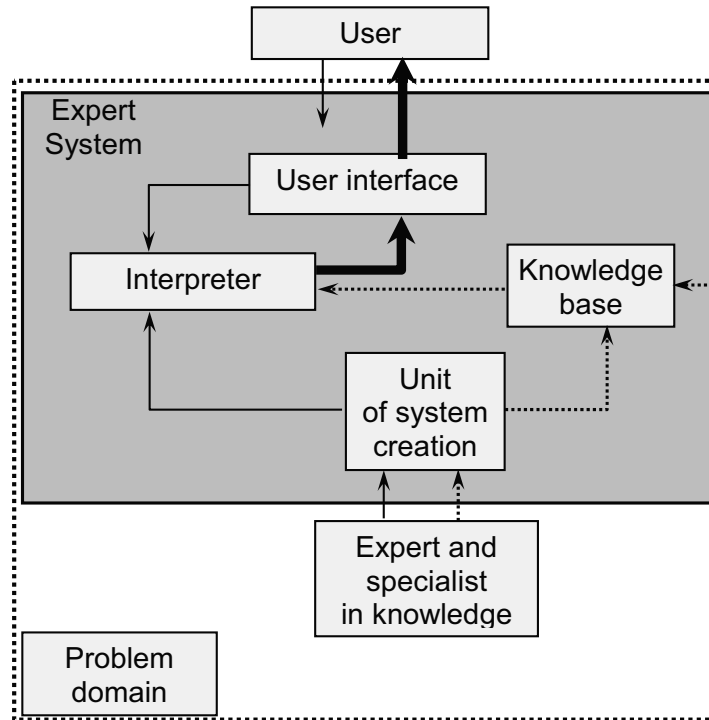 User
Expert
System
User interface
Interpreter
Knowledge
base
Unit
of system
creation
Expert and
specialist
in knowledge
Problem
domain